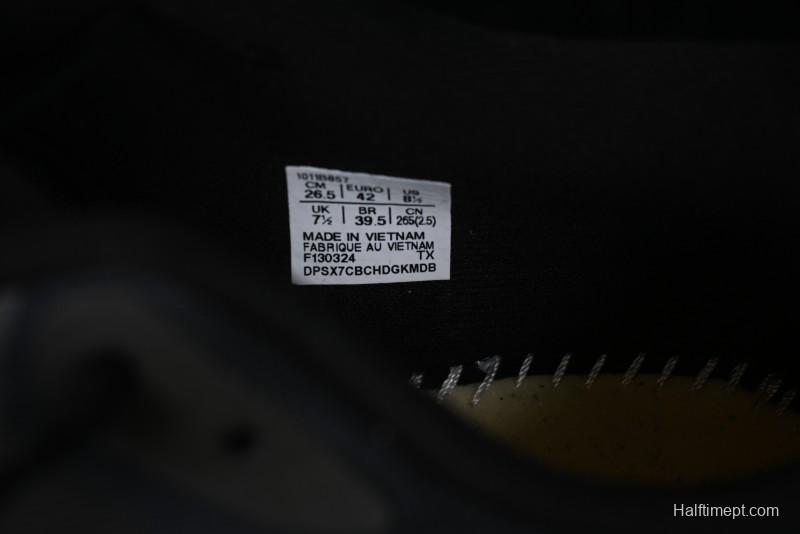 1011B857
CM 26.5 | EURO 42 | US 8½
UK 7½ | BR 39.5 | CN 265(2.5)
MADE IN VIETNAM
FABRIQUE AU VIETNAM
F130324 TX
DPSX7CBCHDGKMDB
Halftimept.com